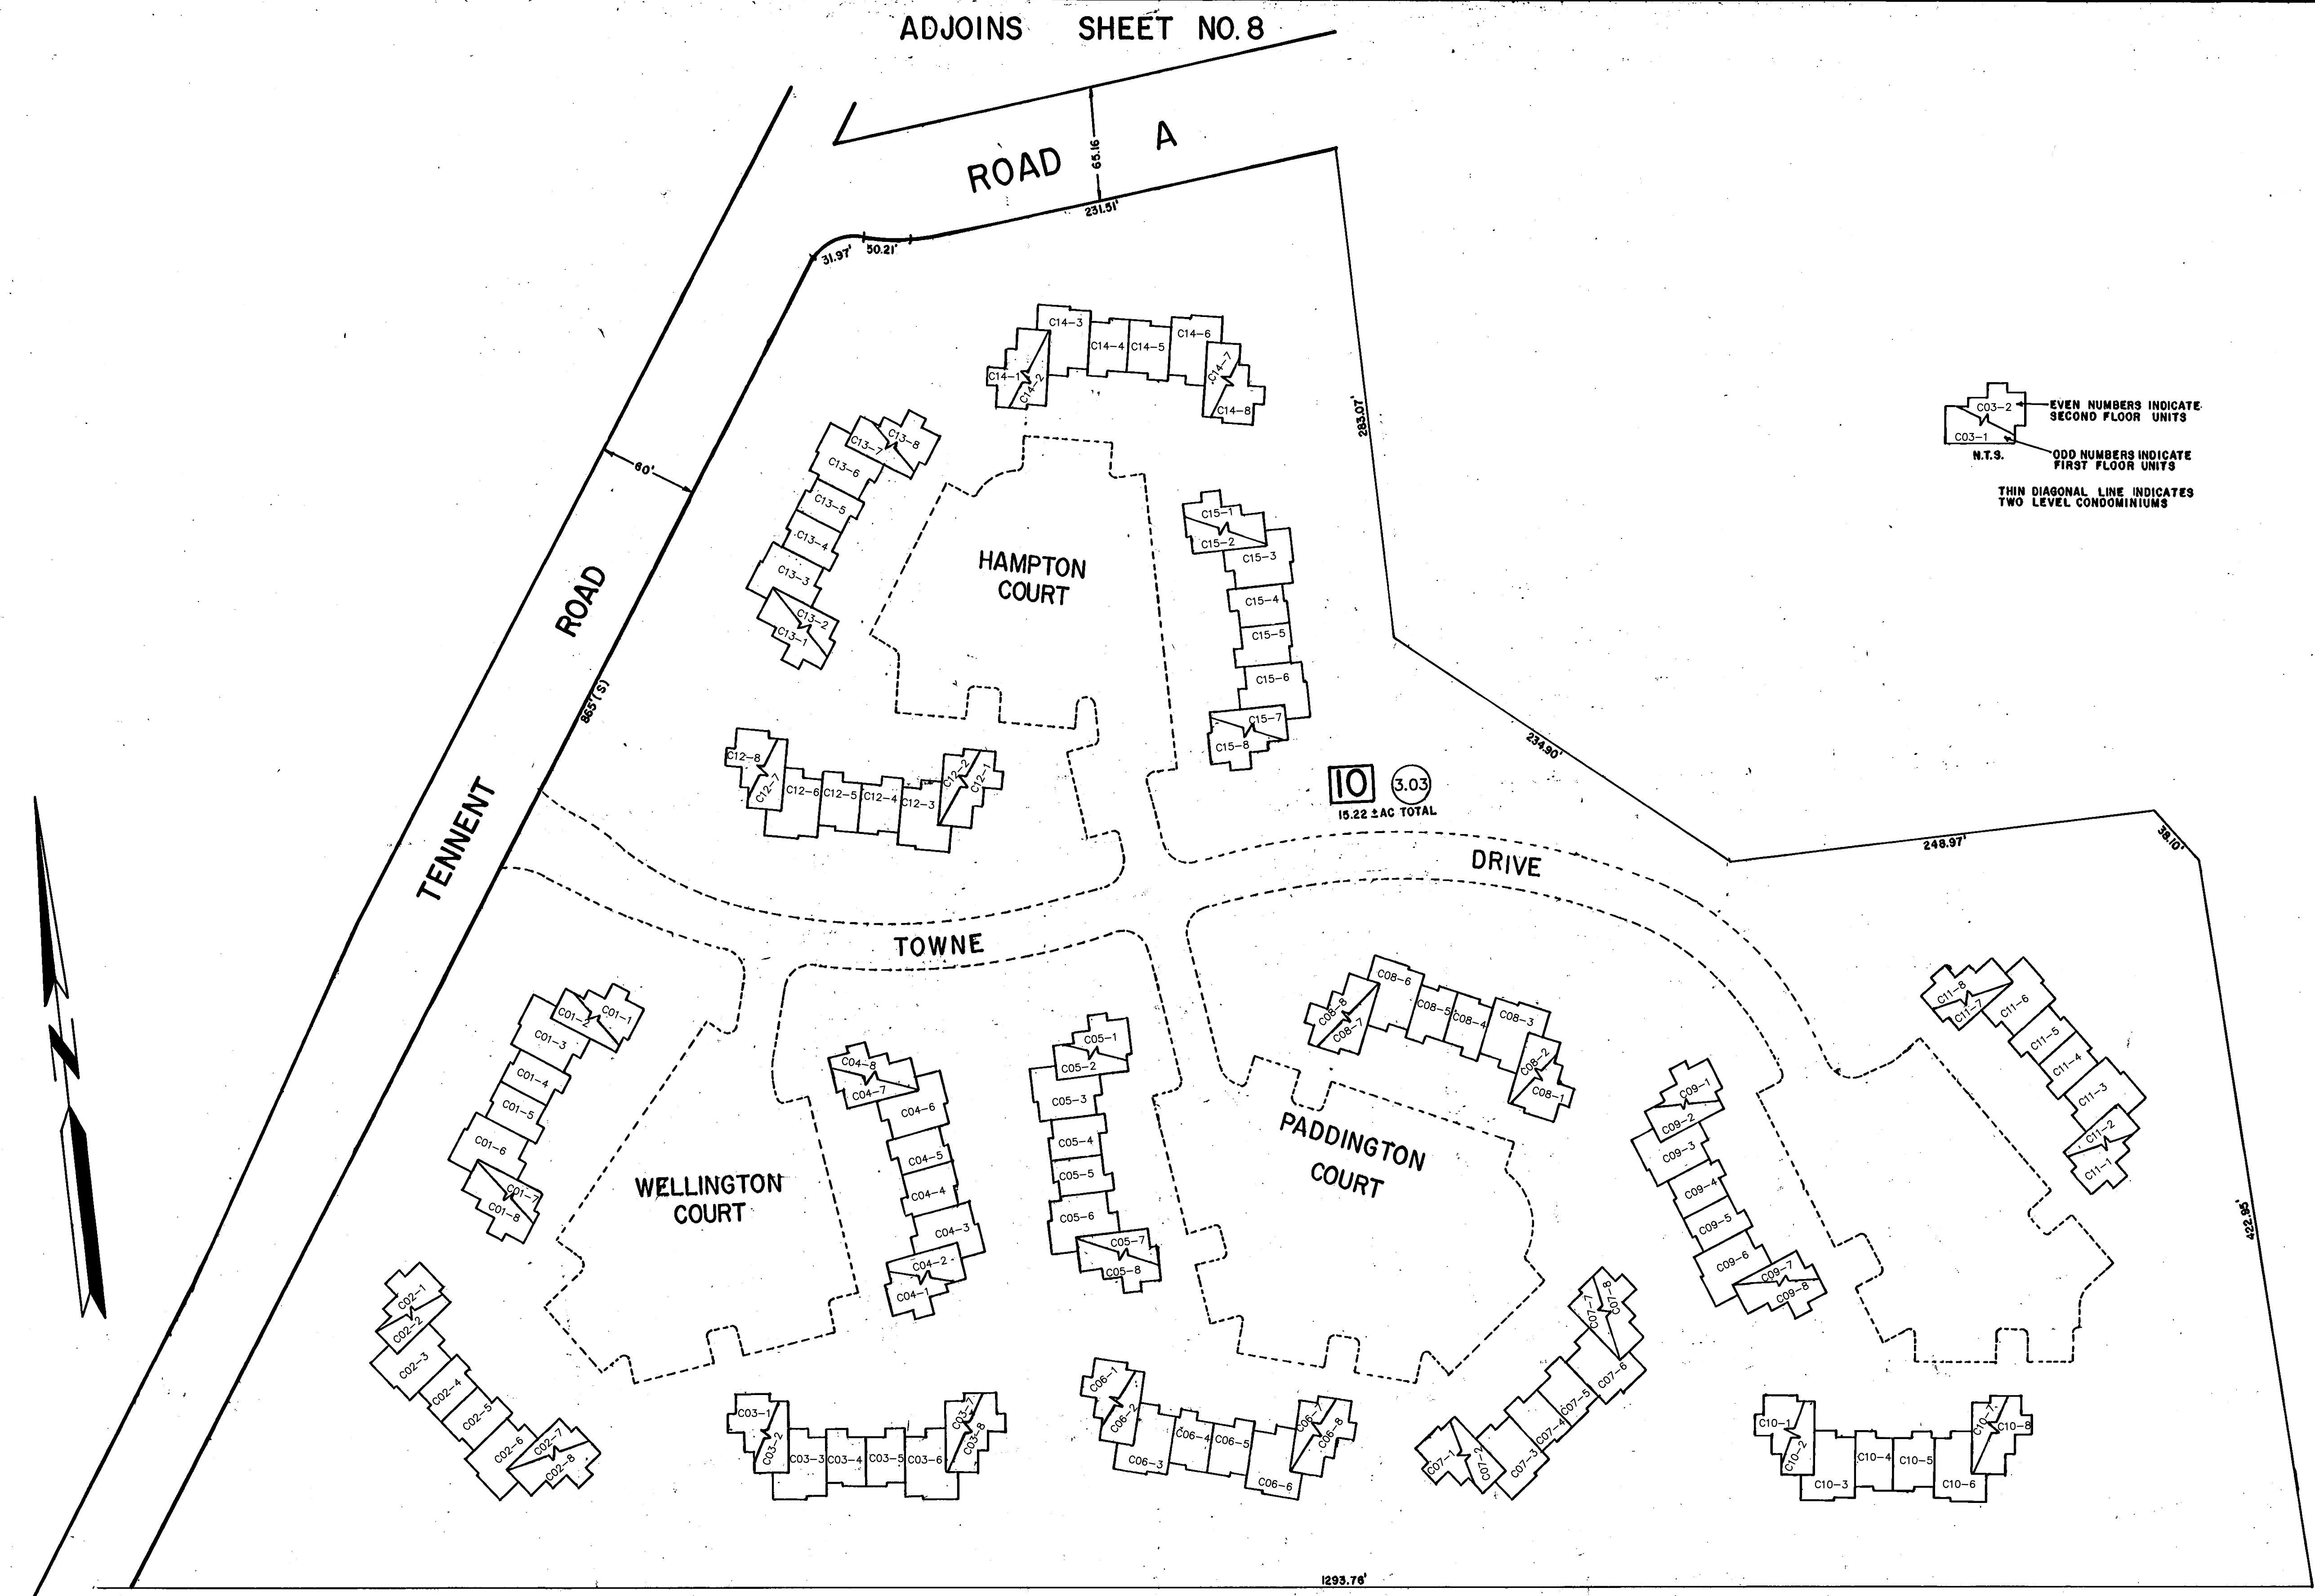 ADJOINS SHEET NO. 8
ROAD A
65.16
231.51'
31.97'
50.21'
283.07'
C14-3
C14-6
C14-4
C14-5
C14-7
C14-1
C14-2
C14-8
C03-2
EVEN NUMBERS INDICATE
SECOND FLOOR UNITS
C03-1
N.T.S.
ODD NUMBERS INDICATE
FIRST FLOOR UNITS
THIN DIAGONAL LINE INDICATES
TWO LEVEL CONDOMINIUMS
60'
C13-8
C13-7
C13-6
C13-5
C13-4
C13-3
C13-2
C13-1
HAMPTON
COURT
C15-1
C15-2
C15-3
C15-4
C15-5
C15-6
C15-7
C15-8
TENNENT ROAD
865'(S)
234.90'
C12-8
C12-7
C12-6
C12-5
C12-4
C12-3
C12-2
C12-1
10
3.03
15.22 ±AC TOTAL
248.97'
38.10'
TOWNE DRIVE
C01-1
C01-2
C01-3
C01-4
C01-5
C01-6
C01-7
C01-8
C04-8
C04-7
C04-6
C04-5
C04-4
C04-3
C04-2
C04-1
C05-1
C05-2
C05-3
C05-4
C05-5
C05-6
C05-7
C05-8
C08-6
C08-8
C08-7
C08-5
C08-4
C08-3
C08-2
C08-1
C11-8
C11-7
C11-6
C11-5
C11-4
C11-3
C11-2
C11-1
C09-1
C09-2
C09-3
C09-4
C09-5
C09-6
C09-7
C09-8
N
WELLINGTON
COURT
PADDINGTON
COURT
422.95'
C02-1
C02-2
C02-3
C02-4
C02-5
C02-6
C02-7
C02-8
C03-1
C03-2
C03-3
C03-4
C03-5
C03-6
C03-7
C03-8
C06-1
C06-2
C06-3
C06-4
C06-5
C06-6
C06-7
C06-8
C07-1
C07-2
C07-3
C07-4
C07-5
C07-6
C07-7
C07-8
C10-1
C10-2
C10-3
C10-4
C10-5
C10-6
C10-7
C10-8
1293.76'